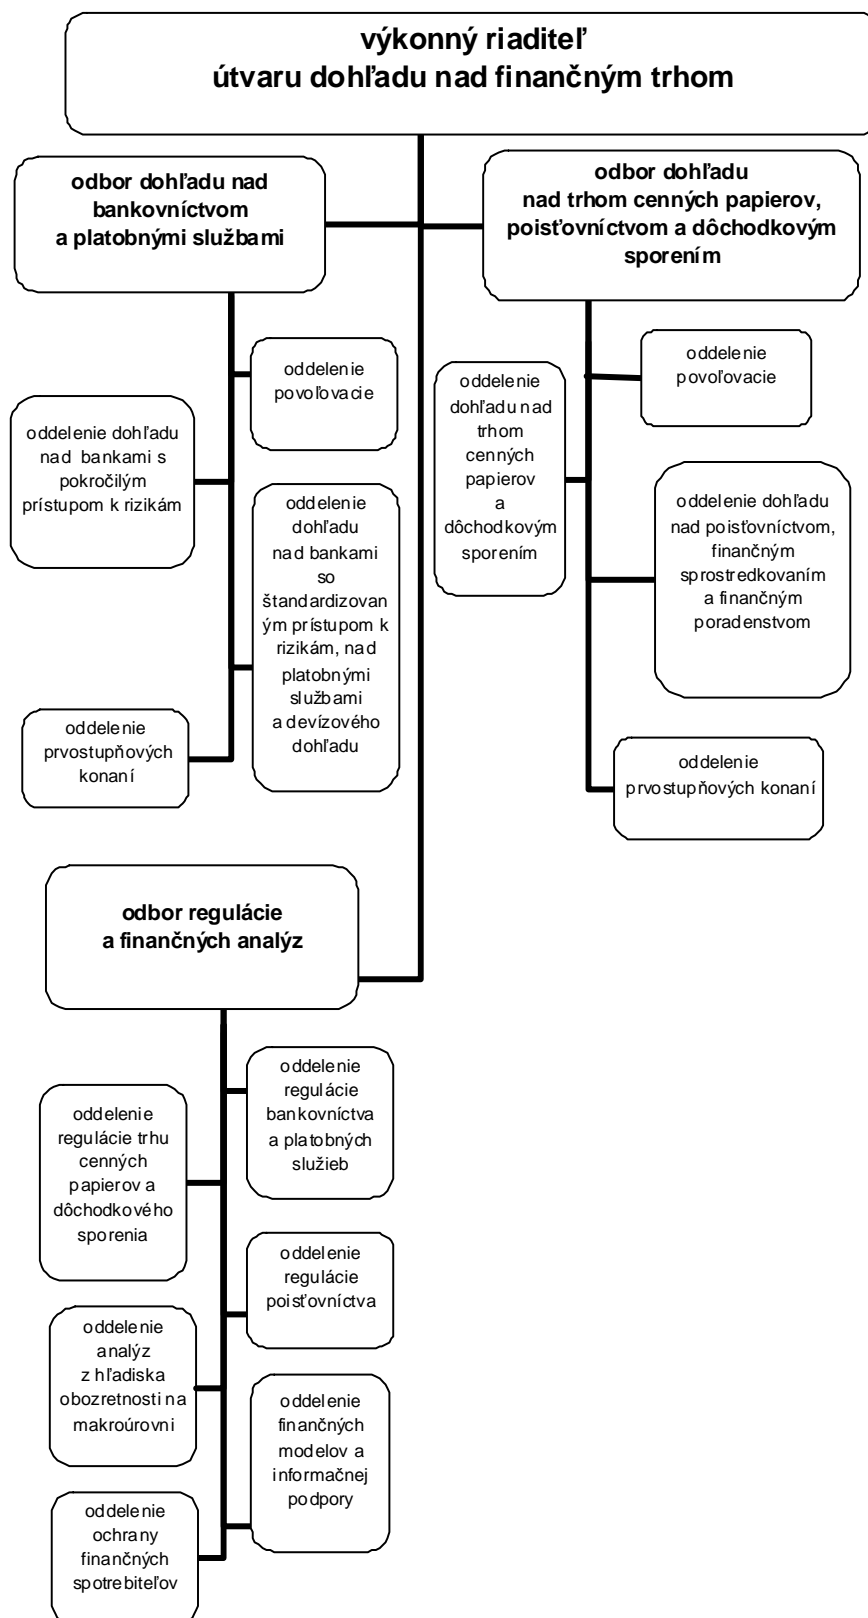 výkonný riaditeľ
útvaru dohľadu nad finančným trhom
odbor dohľadu nad
bankovníctvom
a platobnými službami
odbor dohľadu
nad trhom cenných papierov,
poisťovníctvom a dôchodkovým
sporením
oddelenie
povoľovacie
oddelenie dohľadu
nad bankami s
pokročilým
prístupom k rizikám
oddelenie
dohľadu
nad bankami
so
štandardizovan
ým prístupom k
rizikám, nad
platobnými
službami
a devízového
dohľadu
oddelenie
prvostupňových
konaní
oddelenie
dohľadu nad
trhom
cenných
papierov
a
dôchodkovým
sporením
oddelenie
povoľovacie
oddelenie dohľadu
nad poisťovníctvom,
finančným
sprostredkovaním
a finančným
poradenstvom
oddelenie
prvostupňových konaní
odbor regulácie
a finančných analýz
oddelenie
regulácie
bankovníctva
a platobných
služieb
oddelenie
regulácie trhu
cenných
papierov a
dôchodkového
sporenia
oddelenie
regulácie
poisťovníctva
oddelenie
analýz
z hľadiska
obozretnosti na
makroúrovni
oddelenie
finančných
modelov a
informačnej
podpory
oddelenie
ochrany
finančných
spotrebiteľov